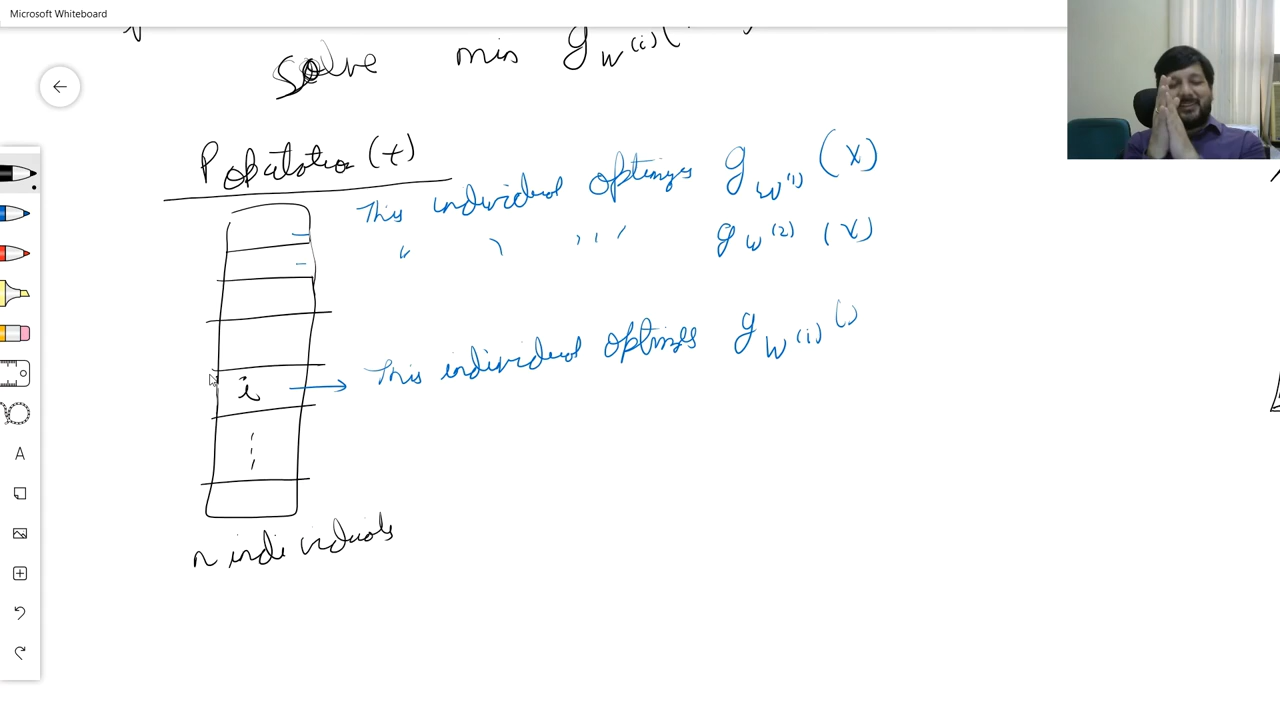 Microsoft Whiteboard
Solve min g w (i) (
Population (t)
This individual optimizes g w (1) (x)
" " " " g w (2) (x)
i → This individual optimizes g w (i) ()
n individuals
A